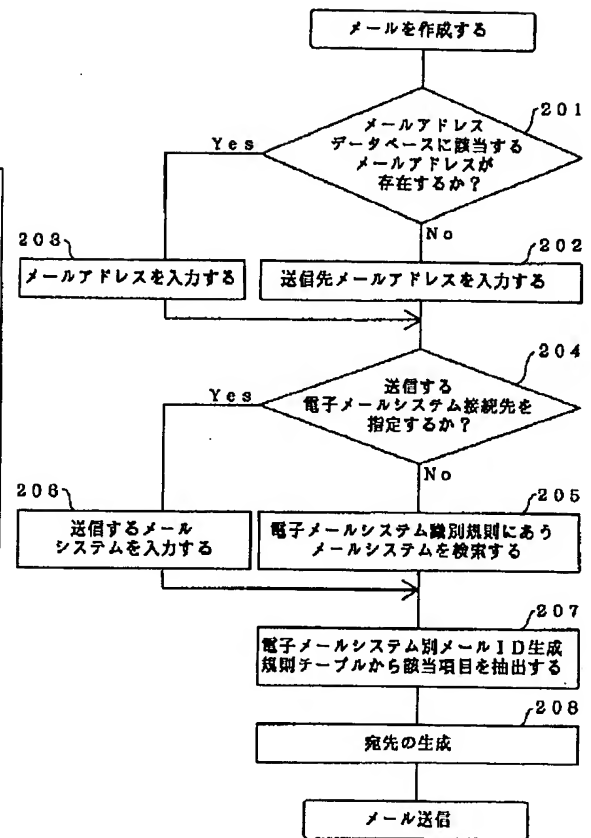 メールを作成する
201
メールアドレス
データベースに該当する
メールアドレスが
存在するか?
Yes
No
203
メールアドレスを入力する
202
送信先メールアドレスを入力する
204
送信する
電子メールシステム接続先を
指定するか?
Yes
No
206
送信するメール
システムを入力する
205
電子メールシステム識別規則にあう
メールシステムを検索する
207
電子メールシステム別メールID生成
規則テーブルから該当項目を抽出する
208
宛先の生成
メール送信